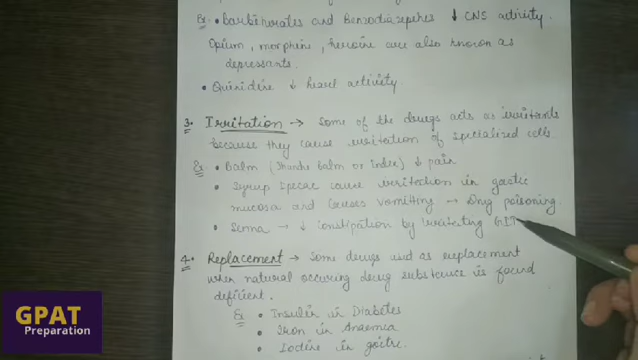 Ex • Barbiturates and Benzodiazepines ↓ CNS activity.
Opium, morphine, heroine are also known as
depressants.
• Quinidine ↓ heart activity.
3. Irritation → Some of the drugs acts as irritants
because they cause irritation of specialized cells.
Ex • Balm (Jhandu balm or Iodex) ↓ pain
• Syrup Ipecac cause irritation in gastric
mucosa and causes vomitting → Drug poisoning.
• Senna → ↓ constipation by irritating GIT
4. Replacement → Some drugs used as replacement
when natural occuring drug substance is found
deficient.
Ex • Insulin in Diabetes
• Iron in Anaemia
• Iodine in goitre.
GPAT
Preparation